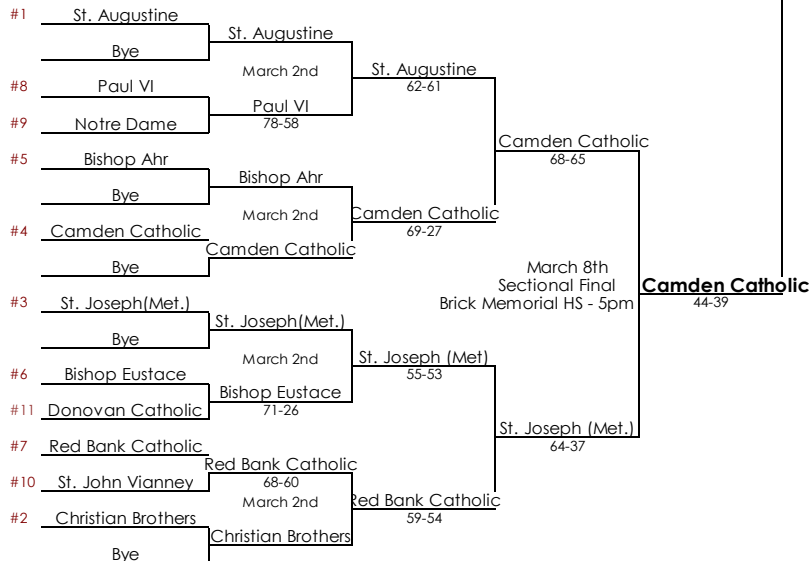 #1 St. Augustine
St. Augustine
Bye
March 2nd
St. Augustine
62-61
#8 Paul VI
Paul VI
78-58
#9 Notre Dame
Camden Catholic
68-65
#5 Bishop Ahr
Bishop Ahr
Bye
March 2nd
Camden Catholic
69-27
#4 Camden Catholic
Camden Catholic
Bye
March 8th
Sectional Final
Brick Memorial HS - 5pm
Camden Catholic
44-39
#3 St. Joseph(Met.)
St. Joseph(Met.)
Bye
March 2nd
St. Joseph (Met)
55-53
#6 Bishop Eustace
Bishop Eustace
71-26
#11 Donovan Catholic
St. Joseph (Met.)
64-37
#7 Red Bank Catholic
Red Bank Catholic
68-60
#10 St. John Vianney
March 2nd
Red Bank Catholic
59-54
#2 Christian Brothers
Christian Brothers
Bye